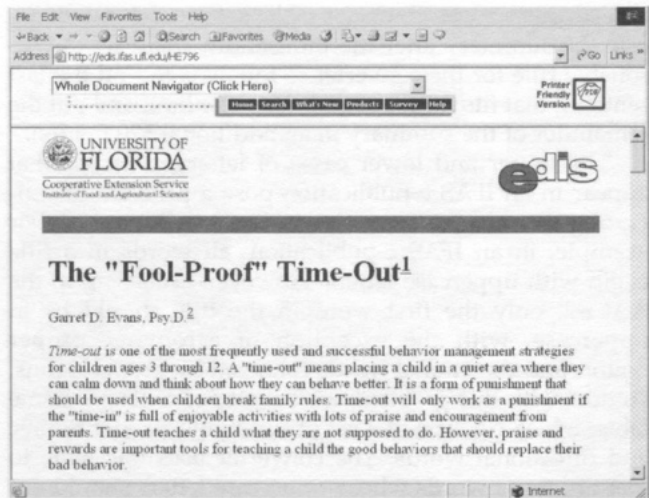 File Edit View Favorites Tools Help
Back Search Favorites Media
Address http://edis.ifas.ufl.edu/HE796 Go Links »
Whole Document Navigator (Click Here)
Home Search What's New Products Survey Help
Printer
Friendly
Version
UNIVERSITY OF
FLORIDA
Cooperative Extension Service
Institute of Food and Agricultural Sciences
edis
The "Fool-Proof" Time-Out1
Garret D. Evans, Psy.D.2
Time-out is one of the most frequently used and successful behavior management strategies
for children ages 3 through 12. A "time-out" means placing a child in a quiet area where they
can calm down and think about how they can behave better. It is a form of punishment that
should be used when children break family rules. Time-out will only work as a punishment if
the "time-in" is full of enjoyable activities with lots of praise and encouragement from
parents. Time-out teaches a child what they are not supposed to do. However, praise and
rewards are important tools for teaching a child the good behaviors that should replace their
bad behavior.
Internet